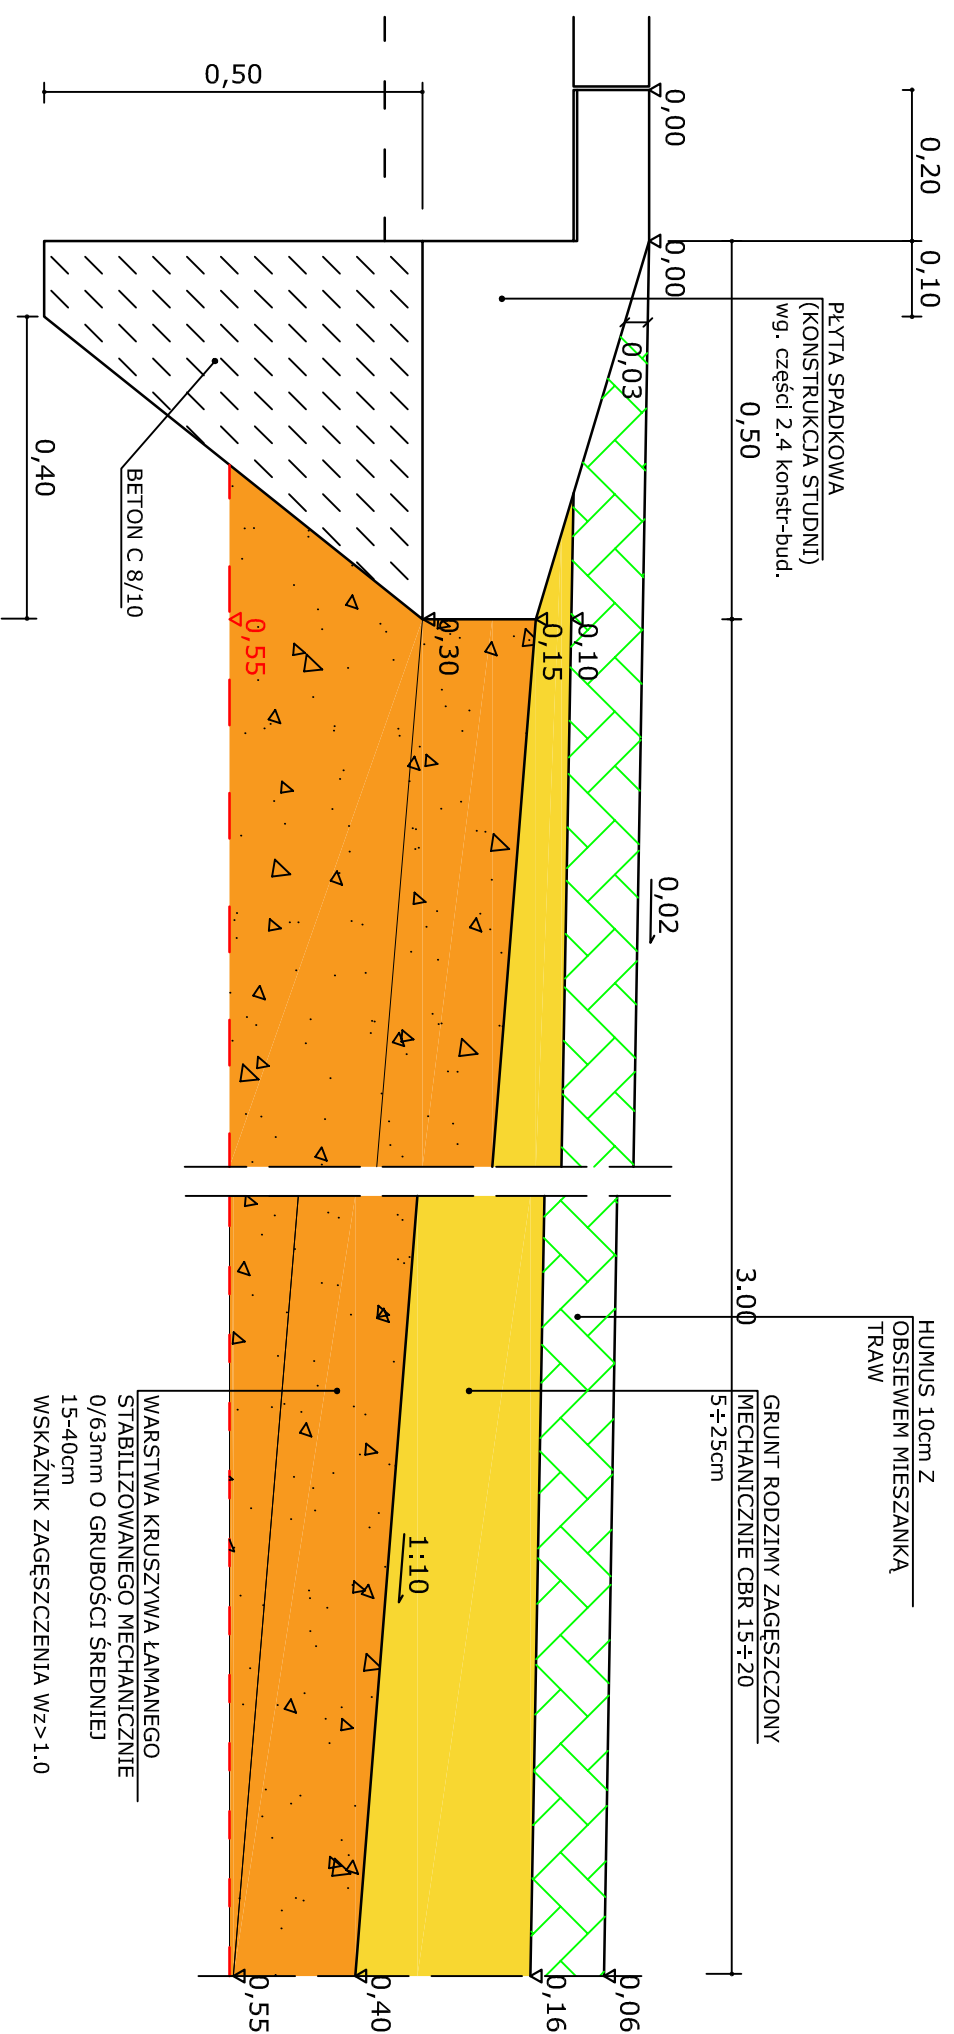 0,20
0,10
0,00
0,00
0,50
0,50
3.00
PŁYTA SPADKOWA
(KONSTRUKCJA STUDNI)
wg. części 2.4 konstr-bud.
0,03
0,10
0,15
0,30
0,55
0,40
BETON C 8/10
0,02
HUMUS 10cm Z
OBSIEWEM MIESZANKĄ
TRAW
GRUNT RODZIMY ZAGĘSZCZONY
MECHANICZNIE CBR 15÷20
5÷25cm
1:10
WARSTWA KRUSZYWA ŁAMANEGO
STABILIZOWANEGO MECHANICZNIE
0/63mm O GRUBOŚCI ŚREDNIEJ
15-40cm
WSKAŹNIK ZAGĘSZCZENIA Wz>1.0
0,06
0,16
0,40
0,55